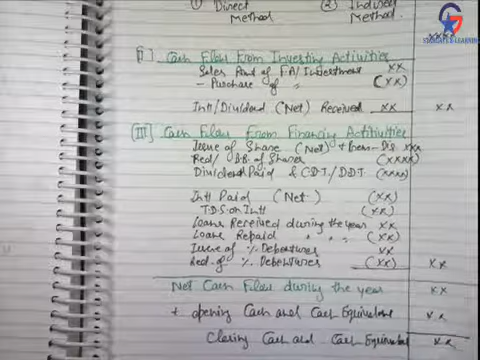 ① Direct Method
② Indirect Method.
[II] Cash Flow From Investing Activities
Sales of FA/Investment xx
- Purchase of " (xx)
Int/Dividend (Net) Received xx xx
[III] Cash Flow From Financing Actitivities
Issue of Share (Net) + xxx
Red/B.B. of Shares (xxxx)
Dividend Paid & C.D.T./D.D.T. (xxx)
Int Paid (Net) (xx)
T.D.S. on Int (xx)
Loans Received during the year xx
Loans Repaid " " " (xx)
Issue of % Debentures xx
Red. of % Debentures (xx) xx
Net Cash Flow during the year xx
+ opening Cash and Cash Equivalent xx
Closing Cash and Cash Equivalent xx